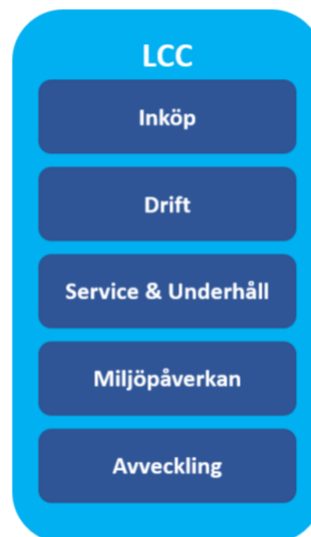 LCC
Inköp
Drift
Service & Underhåll
Miljöpåverkan
Avveckling